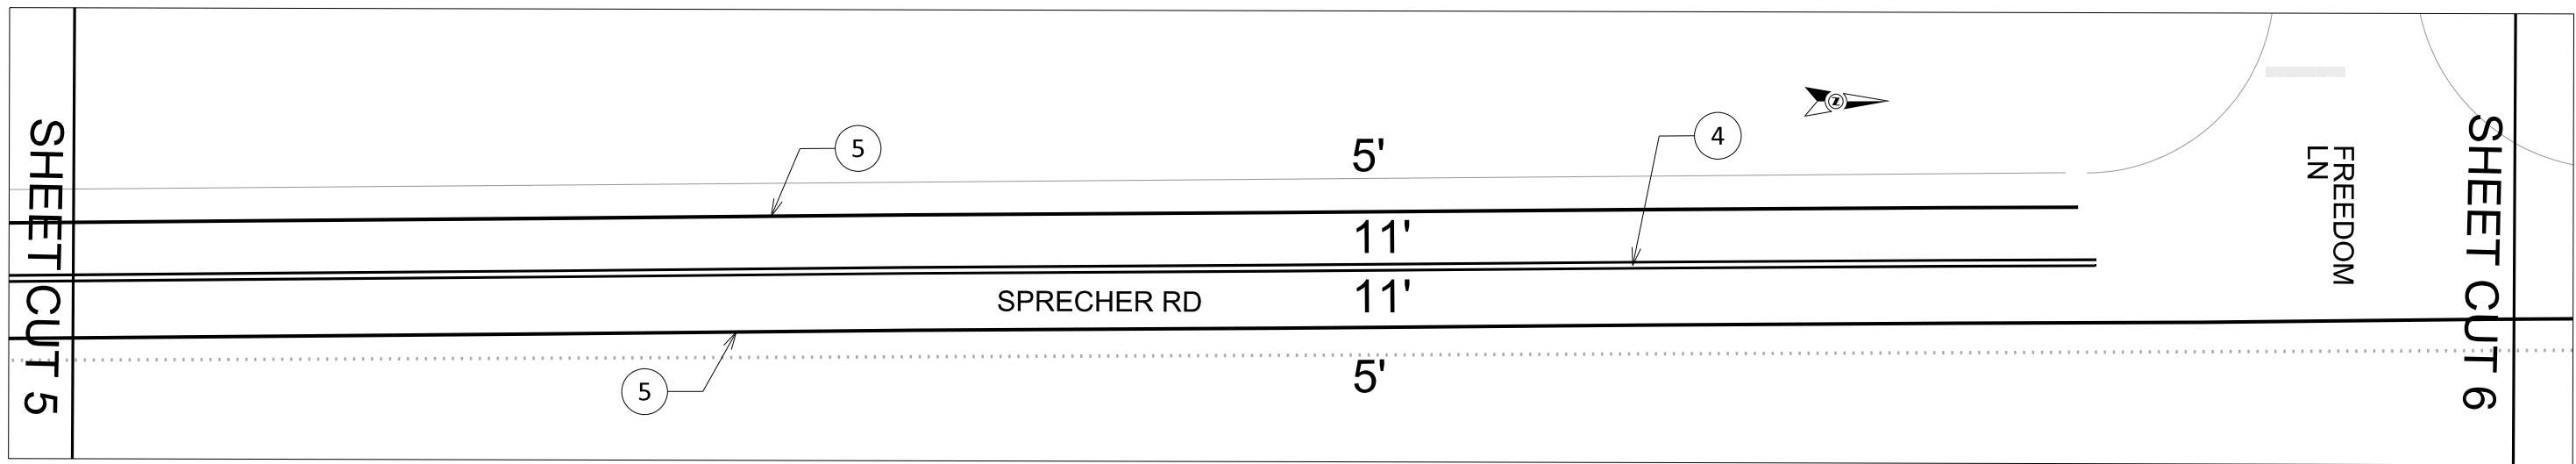 SHEET CUT 5
5
5'
4
11'
SPRECHER RD
11'
5
5'
FREEDOM
LN
SHEET CUT 6